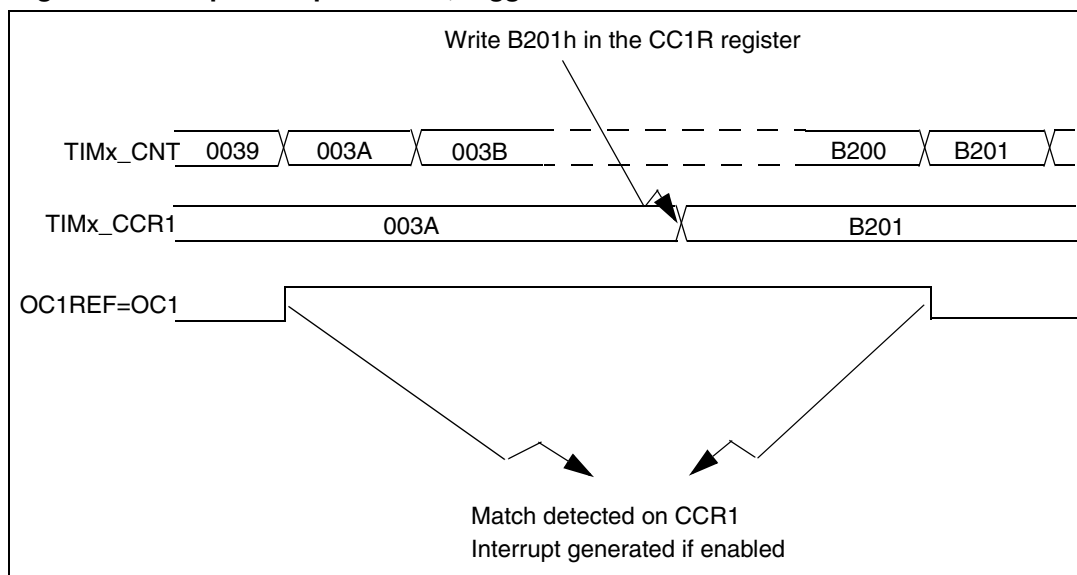 Write B201h in the CC1R register
TIMx_CNT 0039 003A 003B B200 B201
TIMx_CCR1 003A B201
OC1REF=OC1
Match detected on CCR1
Interrupt generated if enabled